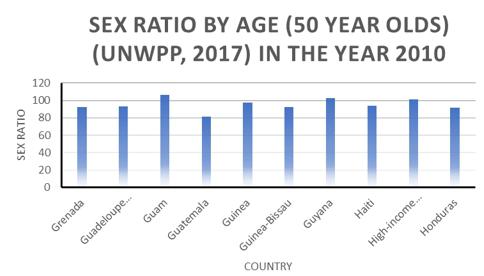 SEX RATIO BY AGE (50 YEAR OLDS)
(UNWPP, 2017) IN THE YEAR 2010
120
100
80
60
40
20
0
SEX RATIO
Grenada
Guadeloupe…
Guam
Guatemala
Guinea
Guinea-Bissau
Guyana
Haiti
High-income…
Honduras
COUNTRY